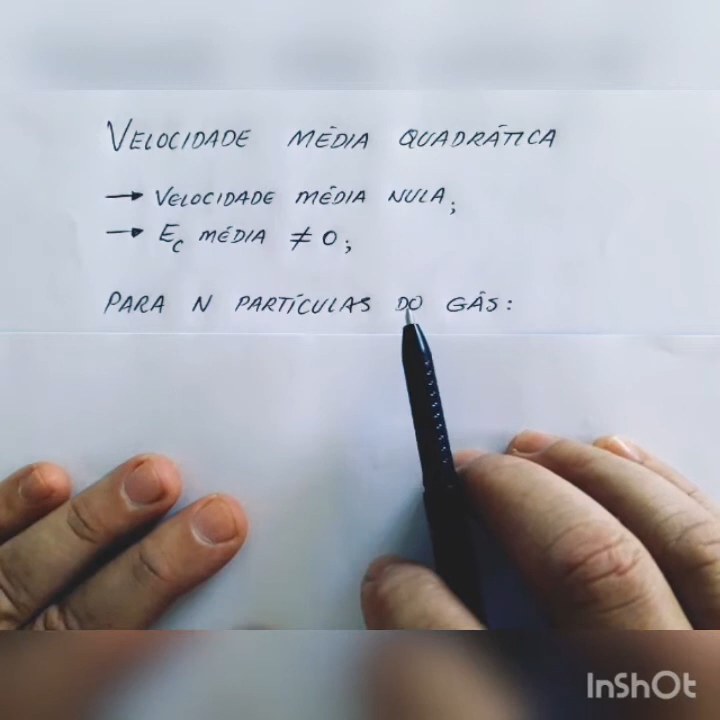 VELOCIDADE MÉDIA QUADRÁTICA
→ VELOCIDADE MÉDIA NULA;
→ Ec MÉDIA ≠ 0;
PARA N PARTÍCULAS DO GÁS:
InShOt